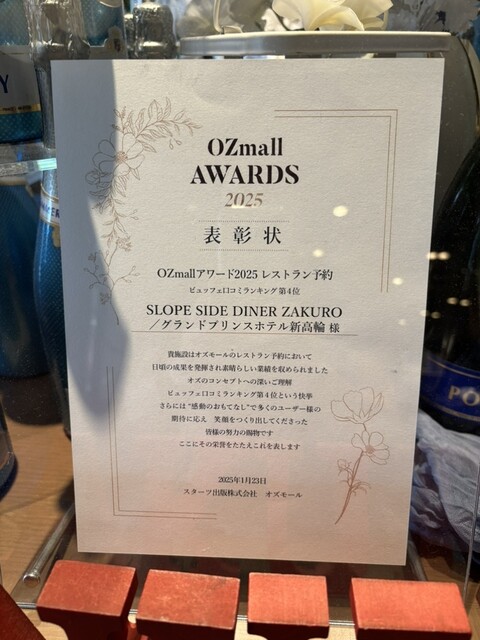 OZmall
AWARDS
2025
表彰状
OZmallアワード2025 レストラン予約
ビュッフェ口コミランキング 第4位
SLOPE SIDE DINER ZAKURO
／グランドプリンスホテル新高輪 様
貴施設はオズモールのレストラン予約において
日頃の成果を発揮され素晴らしい業績を収められました
オズのコンセプトへの深いご理解
ビュッフェ口コミランキング第4位という快挙
さらには“感動のおもてなし”で多くのユーザー様の
期待に応え　笑顔をつくり出してくださった
皆様の努力の賜物です
ここにその栄誉をたたえこれを表します
2025年1月23日
スターツ出版株式会社　オズモール
PO